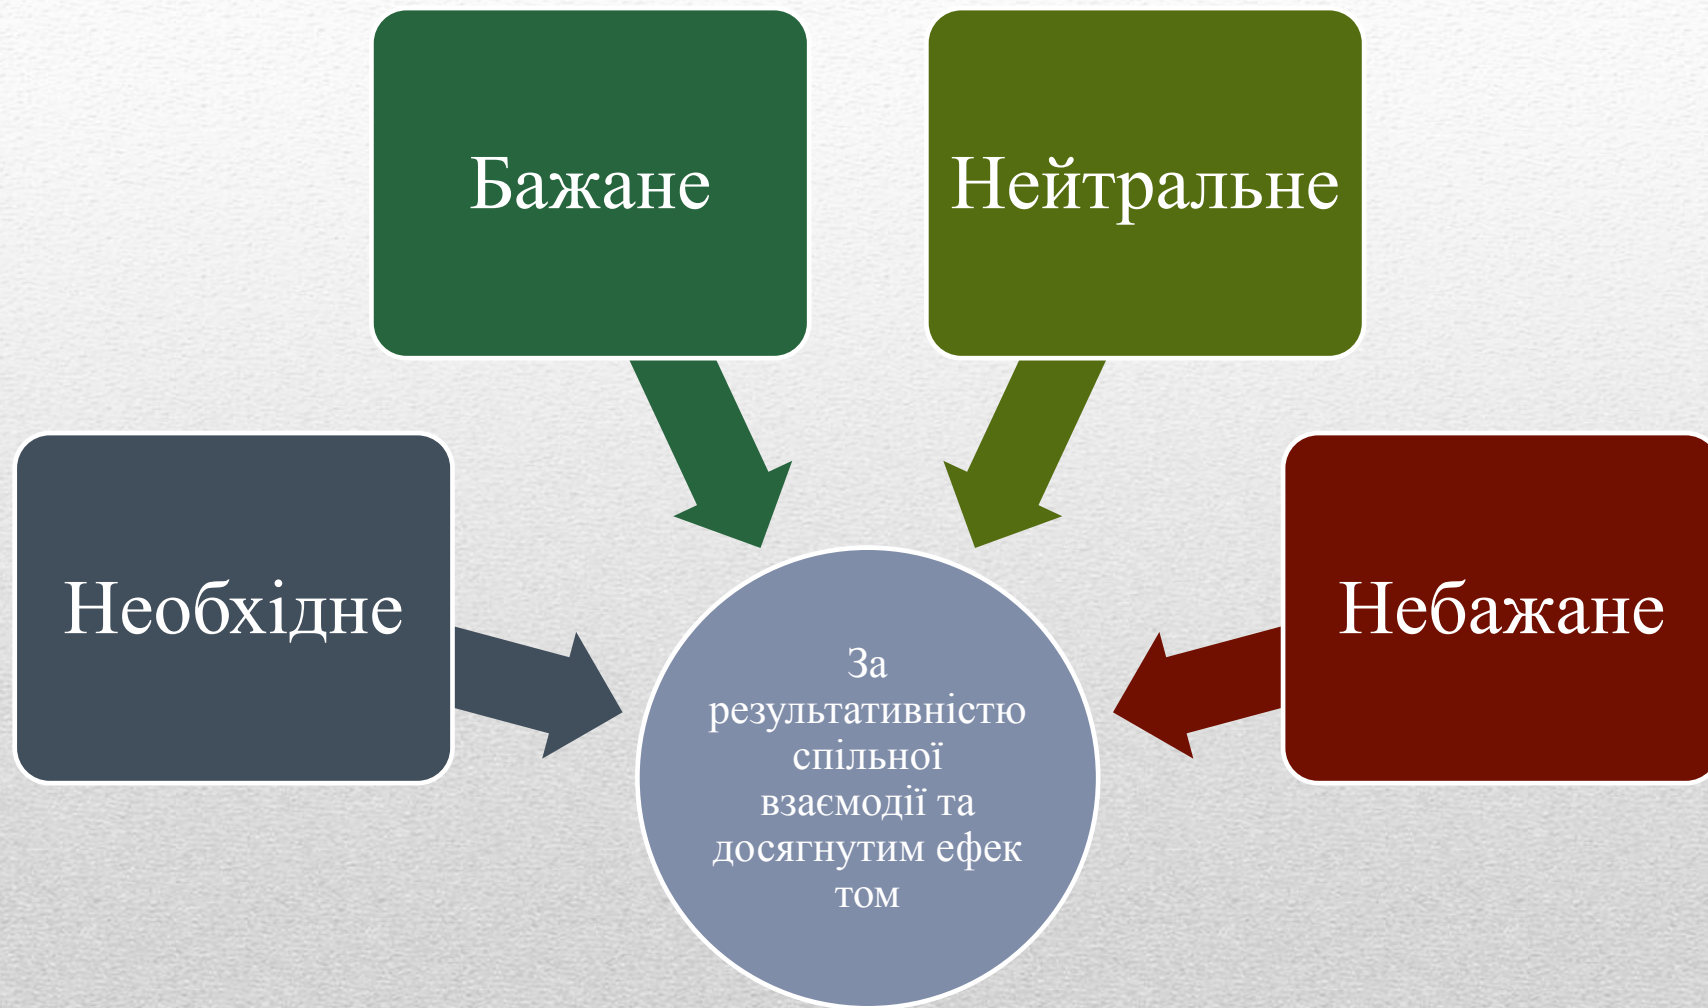 Бажане
Нейтральне
Необхідне
Небажане
За
результативністю
спільної
взаємодії та
досягнутим ефек
том